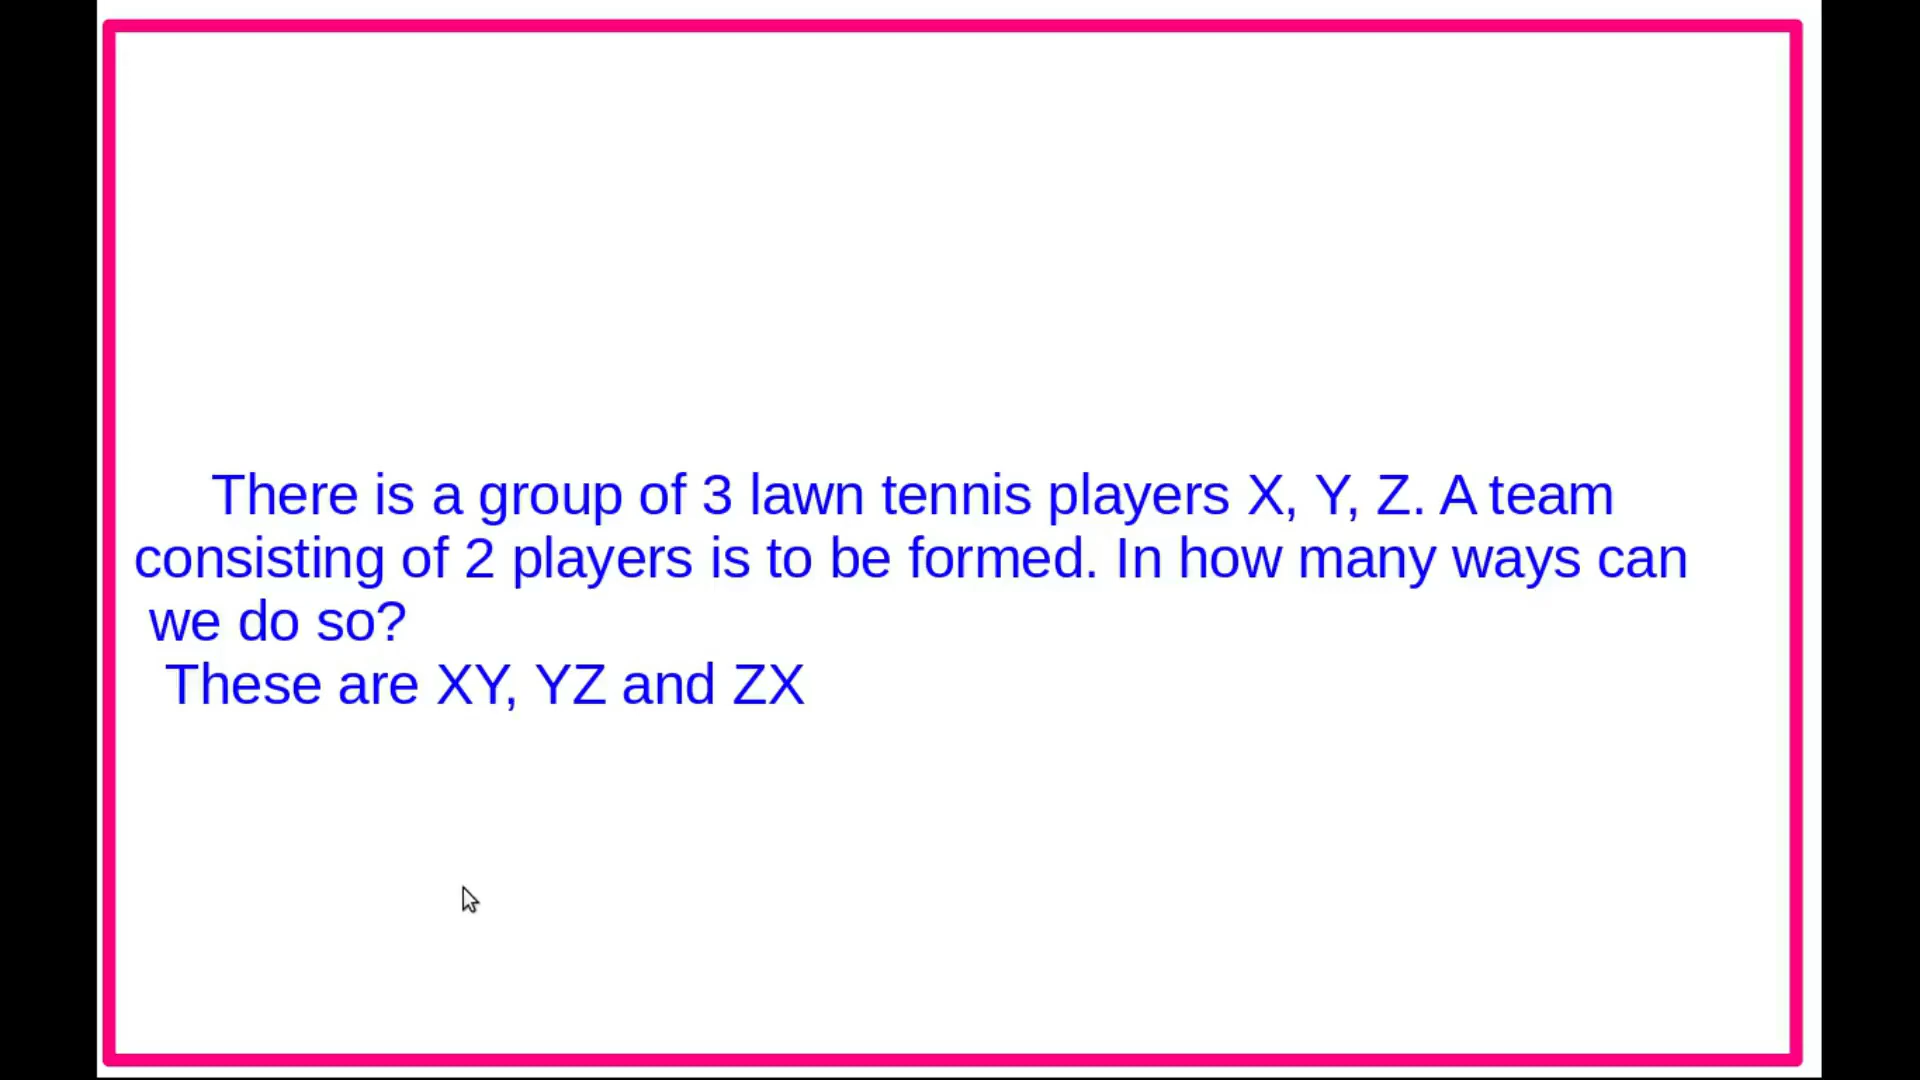 There is a group of 3 lawn tennis players X, Y, Z. A team
consisting of 2 players is to be formed. In how many ways can
we do so?
These are XY, YZ and ZX